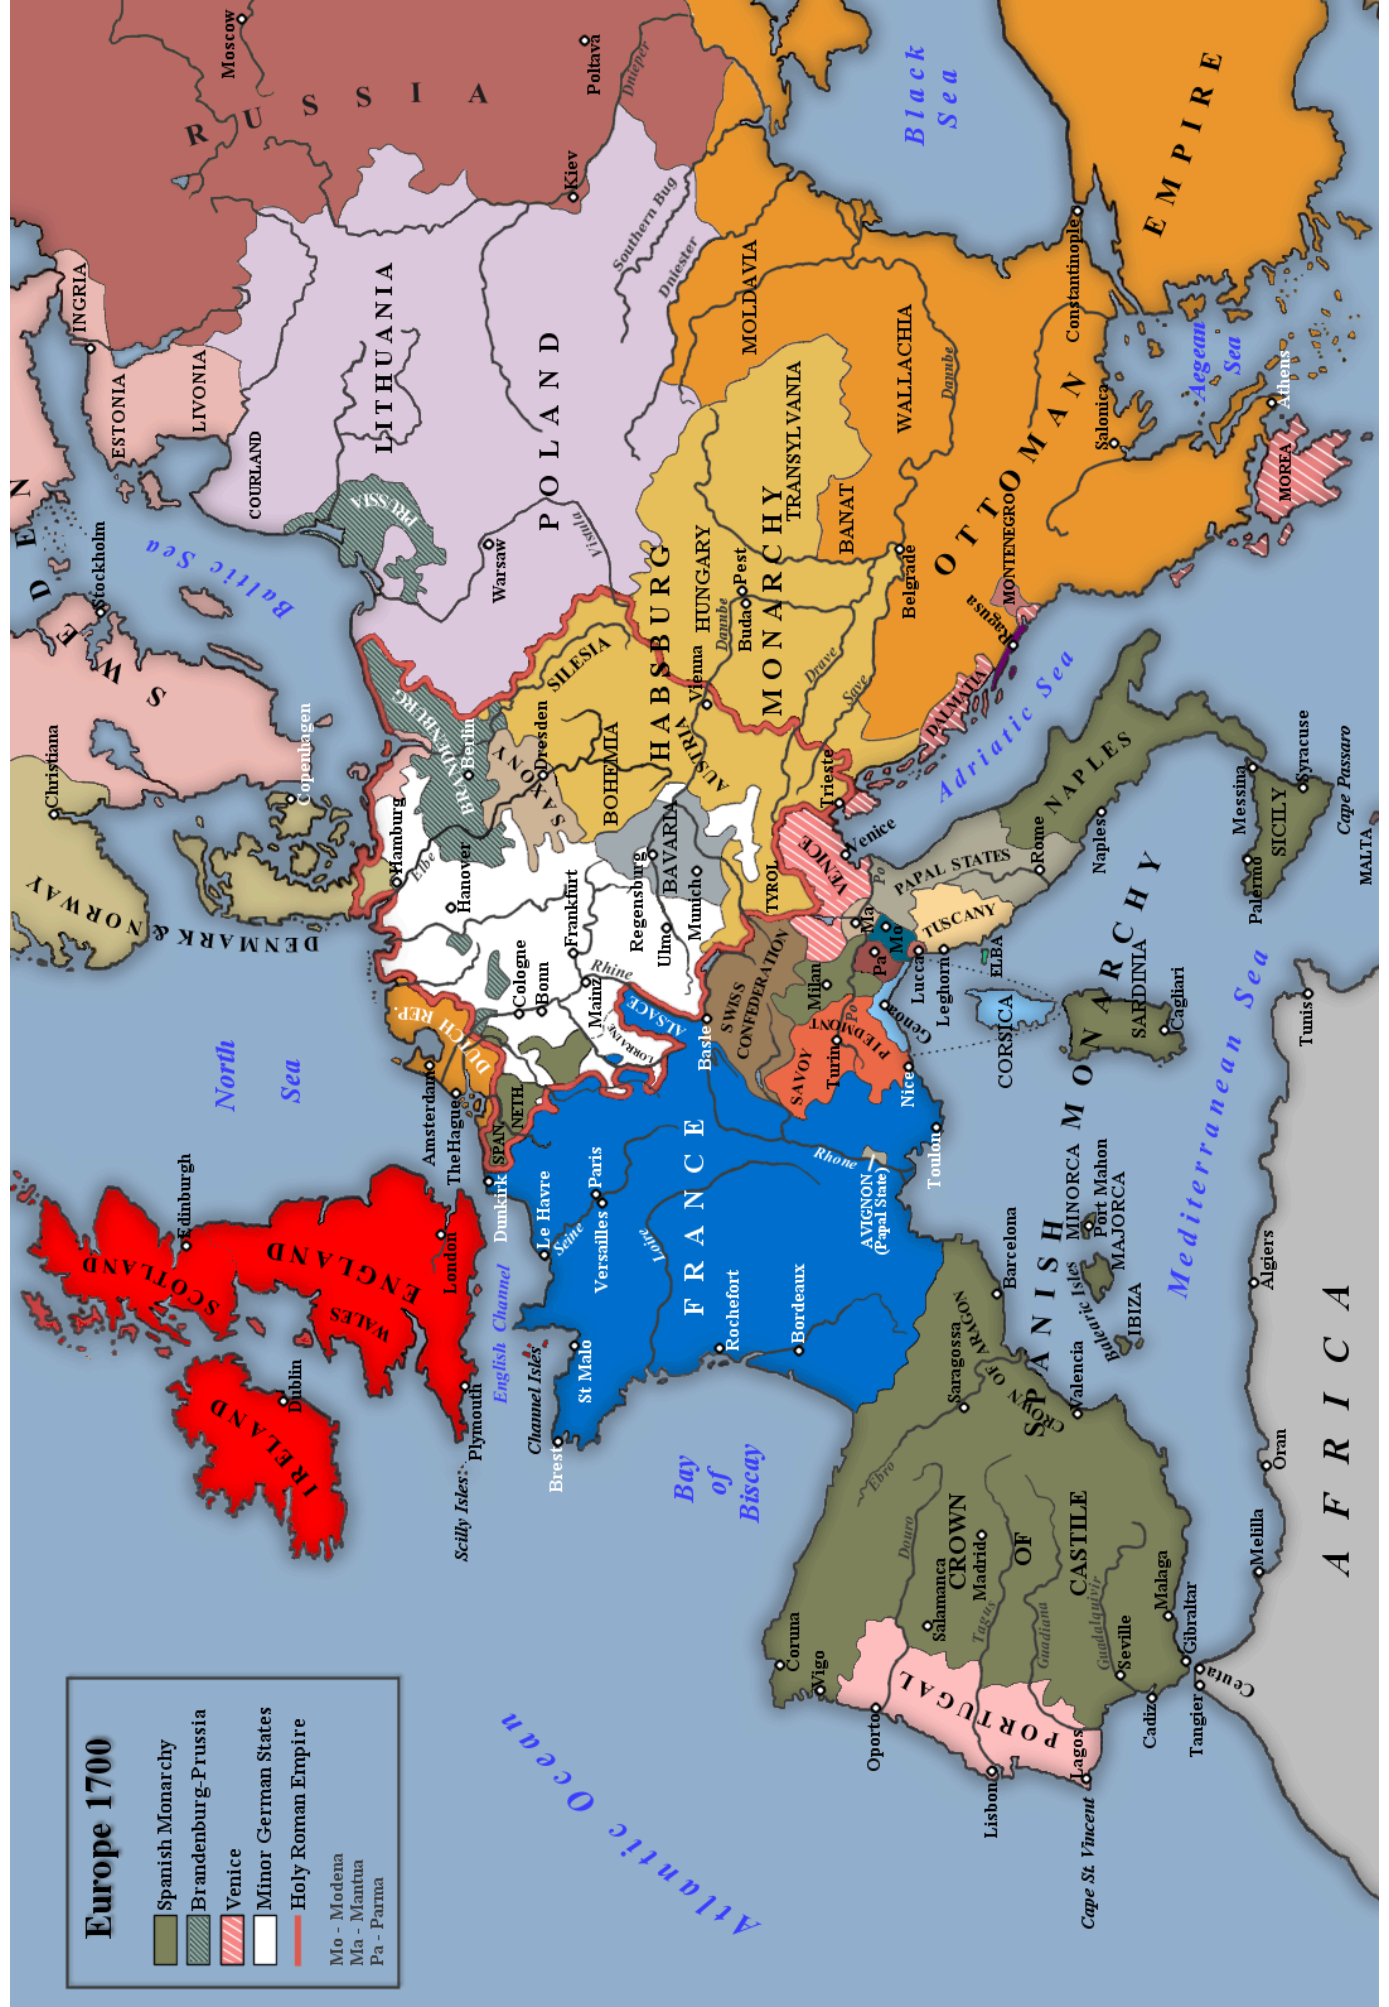 Europe 1700
Spanish Monarchy
Brandenburg-Prussia
Venice
Minor German States
Holy Roman Empire
Mo - Modena
Ma - Mantua
Pa - Parma
Atlantic Ocean
North
Sea
Baltic Sea
English Channel
Bay
of
Biscay
Mediterranean Sea
Adriatic Sea
Aegean
Sea
Black
Sea
SCOTLAND
Edinburgh
ENGLAND
WALES
London
Plymouth
Scilly Isles
IRELAND
Dublin
Channel Isles
NORWAY
DENMARK &
Christiana
Copenhagen
SWEDEN
Stockholm
INGRIA
ESTONIA
LIVONIA
COURLAND
RUSSIA
Moscow
Poltava
Kiev
Dnieper
LITHUANIA
POLAND
PRUSSIA
Warsaw
Vistula
Southern Bug
Dniester
DUTCH REP.
Amsterdam
The Hague
SPAN
NETH
BRANDENBURG
Berlin
Hamburg
Elbe
Hanover
SAXONY
Dresden
SILESIA
BOHEMIA
Cologne
Bonn
Frankfurt
Mainz
Rhine
Regensburg
Ulm
Munich
BAVARIA
LORRAINE
ALSACE
Basle
SWISS
CONFEDERATION
TYROL
AUSTRIA
Vienna
HABSBURG
MONARCHY
HUNGARY
Danube
Buda
Pest
TRANSYLVANIA
BANAT
Drave
Save
Trieste
FRANCE
Dunkirk
Le Havre
Seine
Paris
Versailles
Loire
St Malo
Brest
Rochefort
Bordeaux
Rhone
AVIGNON
(Papal State)
Toulon
Nice
SAVOY
PIEDMONT
Turin
Po
Milan
Genoa
VENICE
Venice
Po
Ma
Mo
Pa
Lucca
Leghorn
TUSCANY
PAPAL STATES
Rome
ELBA
CORSICA
NAPLES
Naples
SARDINIA
Cagliari
SICILY
Messina
Palermo
Syracuse
Cape Passaro
MALTA
DALMATIA
Ragusa
MONTENEGRO
OTTOMAN
EMPIRE
MOLDAVIA
WALLACHIA
Danube
Belgrade
Constantinople
Salonica
Athens
MOREA
SPANISH MONARCHY
CROWN OF ARAGON
Saragossa
Barcelona
Valencia
Ebro
Balearic Isles
MINORCA
Port Mahon
MAJORCA
IBIZA
CROWN
OF
CASTILE
Coruna
Vigo
Douro
Salamanca
Madrid
Tagus
Guadiana
Guadalquivir
Seville
Malaga
Gibraltar
Cadiz
PORTUGAL
Oporto
Lisbon
Lagos
Cape St. Vincent
Tangier
Ceuta
Melilla
Oran
Algiers
Tunis
AFRICA